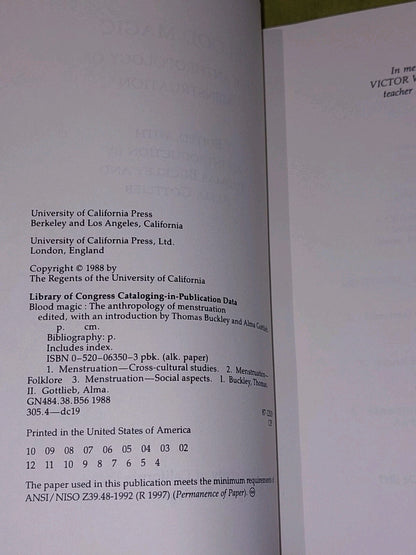 University of California Press
Berkeley and Los Angeles, California
University of California Press, Ltd.
London, England
Copyright © 1988 by
The Regents of the University of California
Library of Congress Cataloging-in-Publication Data
Blood magic : The anthropology of menstruation
edited, with an introduction by Thomas Buckley and Alma Gottlieb.
p. cm.
Bibliography: p.
Includes index.
ISBN 0–520–06350–3 pbk. (alk. paper)
1. Menstruation—Cross-cultural studies. 2. Menstruation—
Folklore 3. Menstruation—Social aspects. I. Buckley, Thomas,
II. Gottlieb, Alma.
GN484.38.B56 1988
305.4—dc19
CIP
Printed in the United States of America
10 09 08 07 06 05 04 03 02
12 11 10 9 8 7 6 5 4
The paper used in this publication meets the minimum requirements
ANSI/NISO Z39.48-1992 (R 1997) (Permanence of Paper). ∞
In me
VICTOR W
teacher